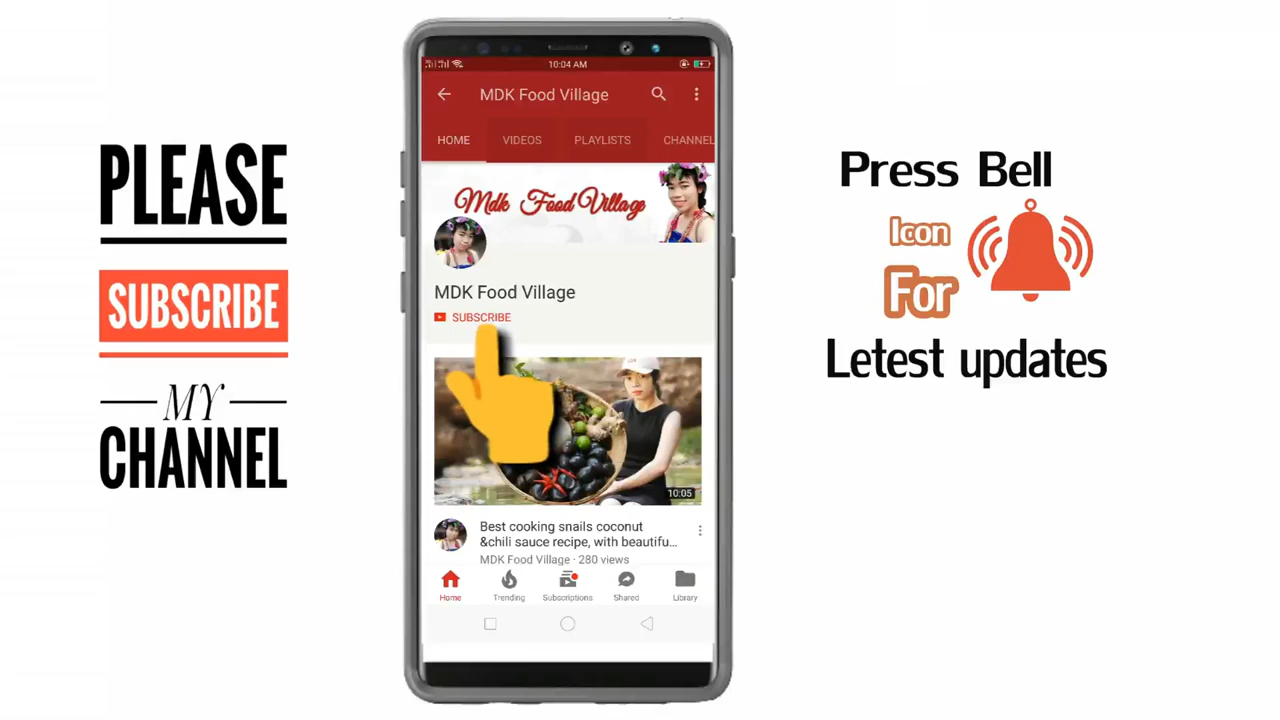 PLEASE
SUBSCRIBE
MY
CHANNEL
10:04 AM
MDK Food Village
HOME VIDEOS PLAYLISTS CHANNEL
Mdk Food Village
MDK Food Village
SUBSCRIBE
10:05
Best cooking snails coconut
&chili sauce recipe, with beautifu...
MDK Food Village · 280 views
Home Trending Subscriptions Shared Library
Press Bell
Icon
For
Letest updates